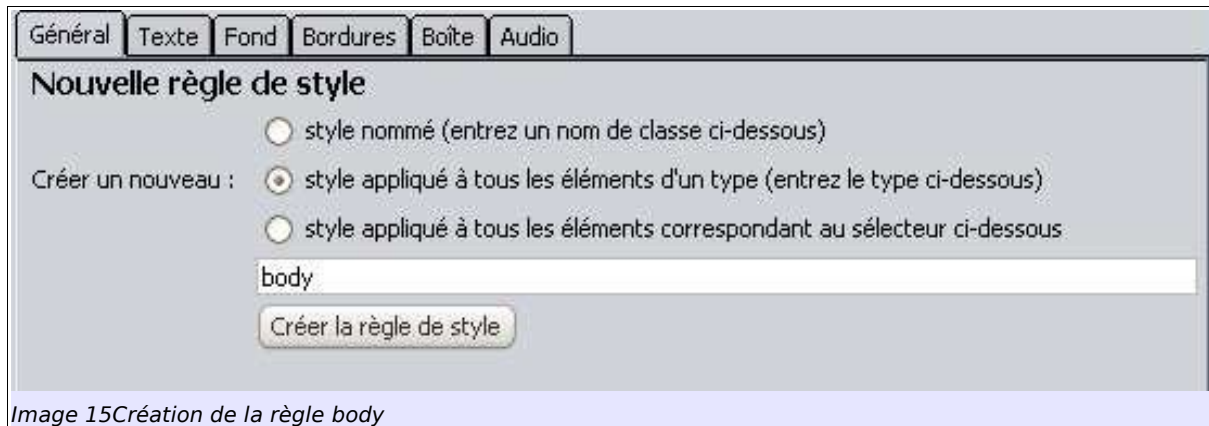 Général Texte Fond Bordures Boîte Audio
Nouvelle règle de style
style nommé (entrez un nom de classe ci-dessous)
Créer un nouveau : style appliqué à tous les éléments d'un type (entrez le type ci-dessous)
style appliqué à tous les éléments correspondant au sélecteur ci-dessous
body
Créer la règle de style
Image 15Création de la règle body